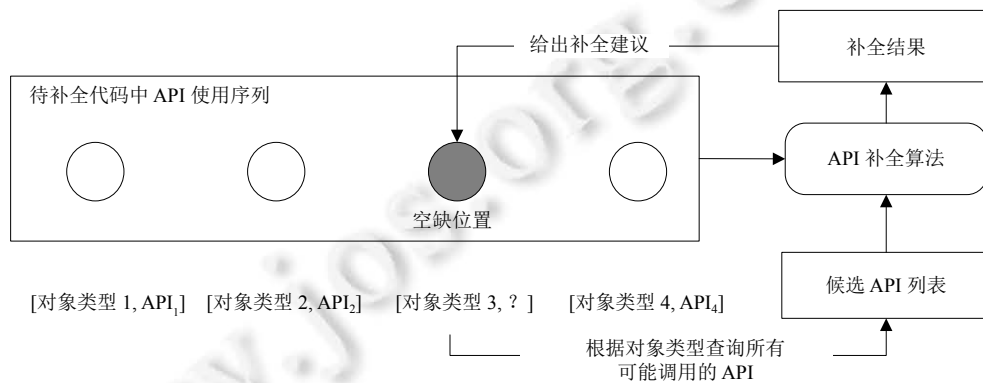 给出补全建议
补全结果
待补全代码中 API 使用序列
API 补全算法
空缺位置
候选 API 列表
[对象类型 1, API₁]
[对象类型 2, API₂]
[对象类型 3, ？]
[对象类型 4, API₄]
根据对象类型查询所有
可能调用的 API